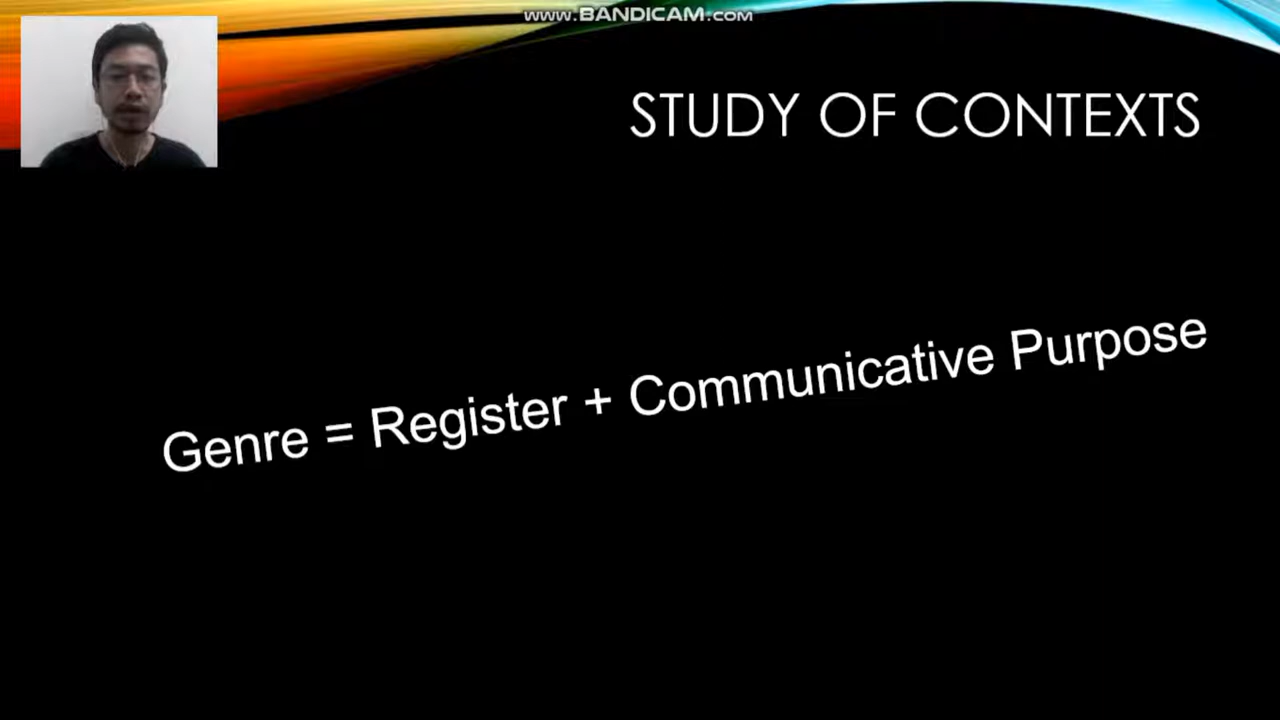 www.BANDICAM.com
STUDY OF CONTEXTS
Genre = Register + Communicative Purpose